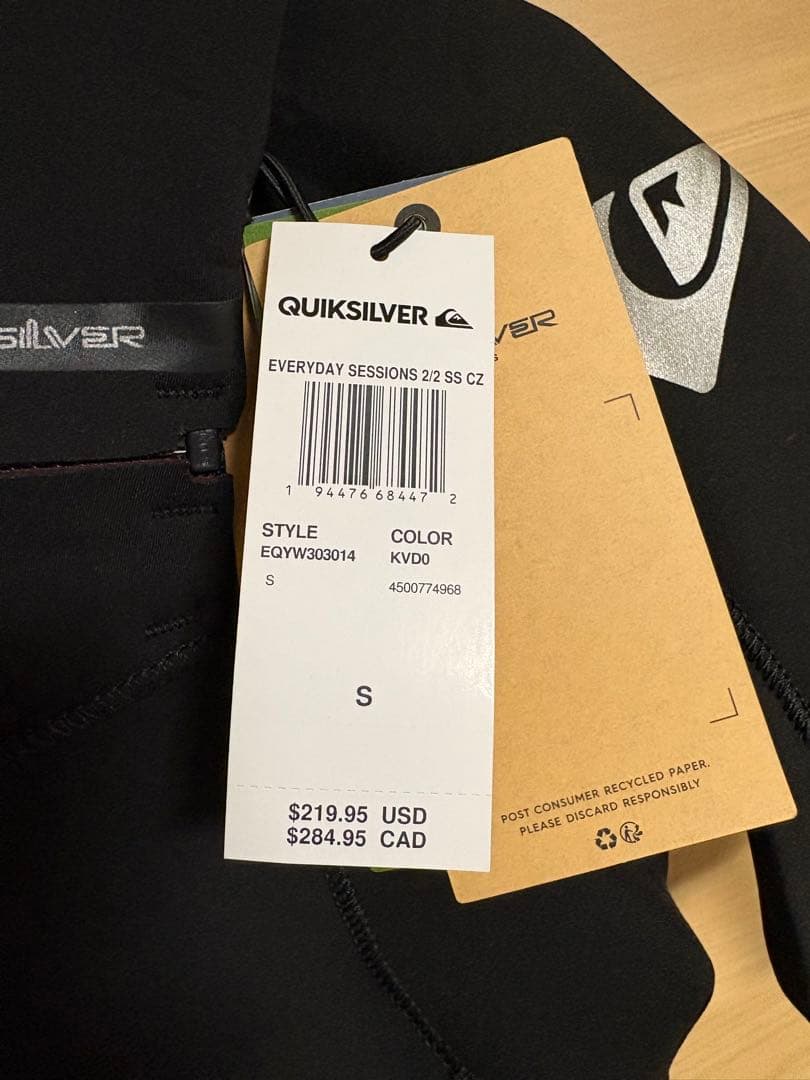 QUIKSILVER
EVERYDAY SESSIONS 2/2 SS CZ
1 94476 68447 2
STYLE COLOR
EQYW303014 KVD0
S 4500774968
S
$219.95 USD
$284.95 CAD
SILVER
VER
S
POST CONSUMER RECYCLED PAPER.
PLEASE DISCARD RESPONSIBLY